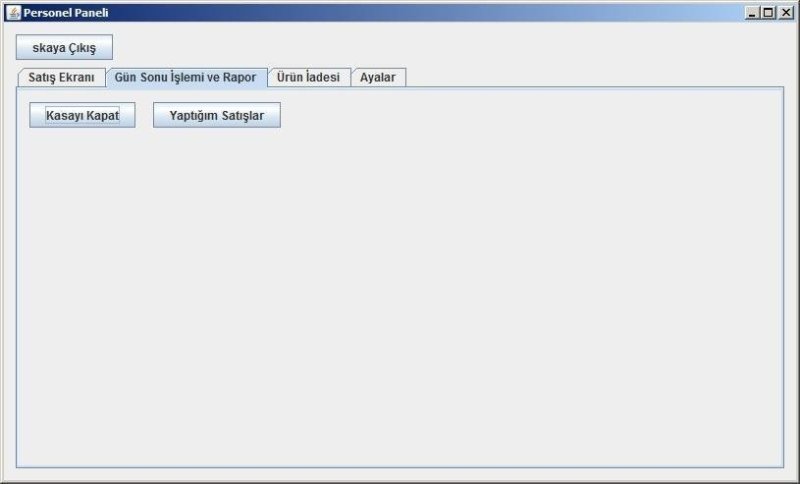 Personel Paneli
skaya Çıkış
Satış Ekranı Gün Sonu İşlemi ve Rapor Ürün İadesi Ayalar
Kasayı Kapat Yaptığım Satışlar